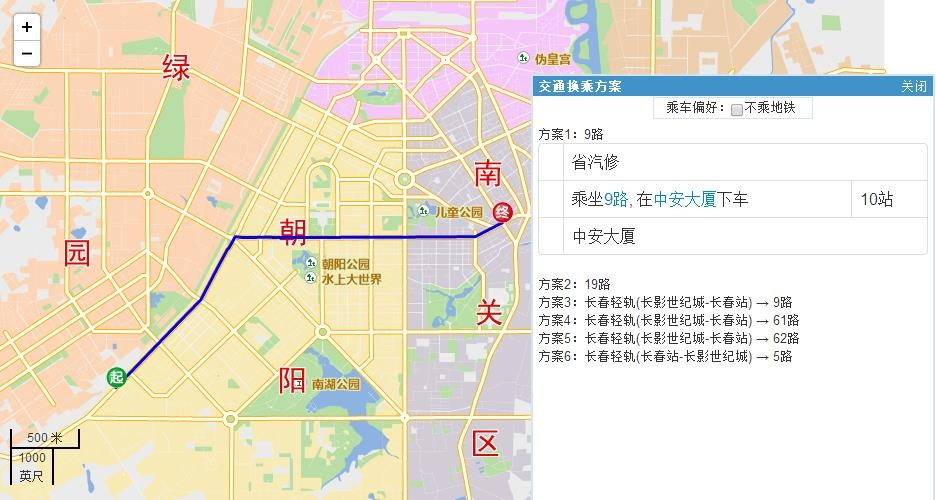 +
−
绿
伪皇宫
南
儿童公园
终
朝
园
朝阳公园
水上大世界
关
起
阳
南湖公园
区
500 米
1000
英尺
交通换乘方案 关闭
乘车偏好： 不乘地铁
方案1：9路
省汽修
乘坐9路, 在中安大厦下车 10站
中安大厦
方案2：19路
方案3：长春轻轨(长影世纪城-长春站) → 9路
方案4：长春轻轨(长影世纪城-长春站) → 61路
方案5：长春轻轨(长影世纪城-长春站) → 62路
方案6：长春轻轨(长春站-长影世纪城) → 5路